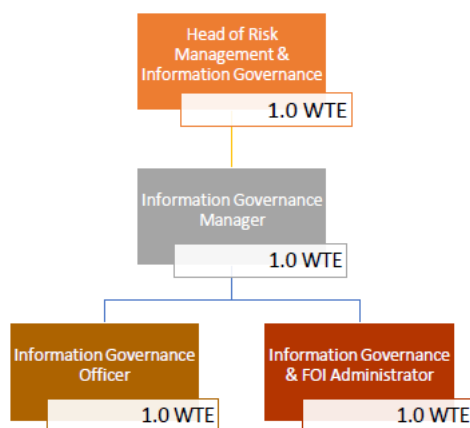 Head of Risk
Management &
Information Governance
1.0 WTE
Information Governance
Manager
1.0 WTE
Information Governance
Officer
1.0 WTE
Information Governance
& FOI Administrator
1.0 WTE